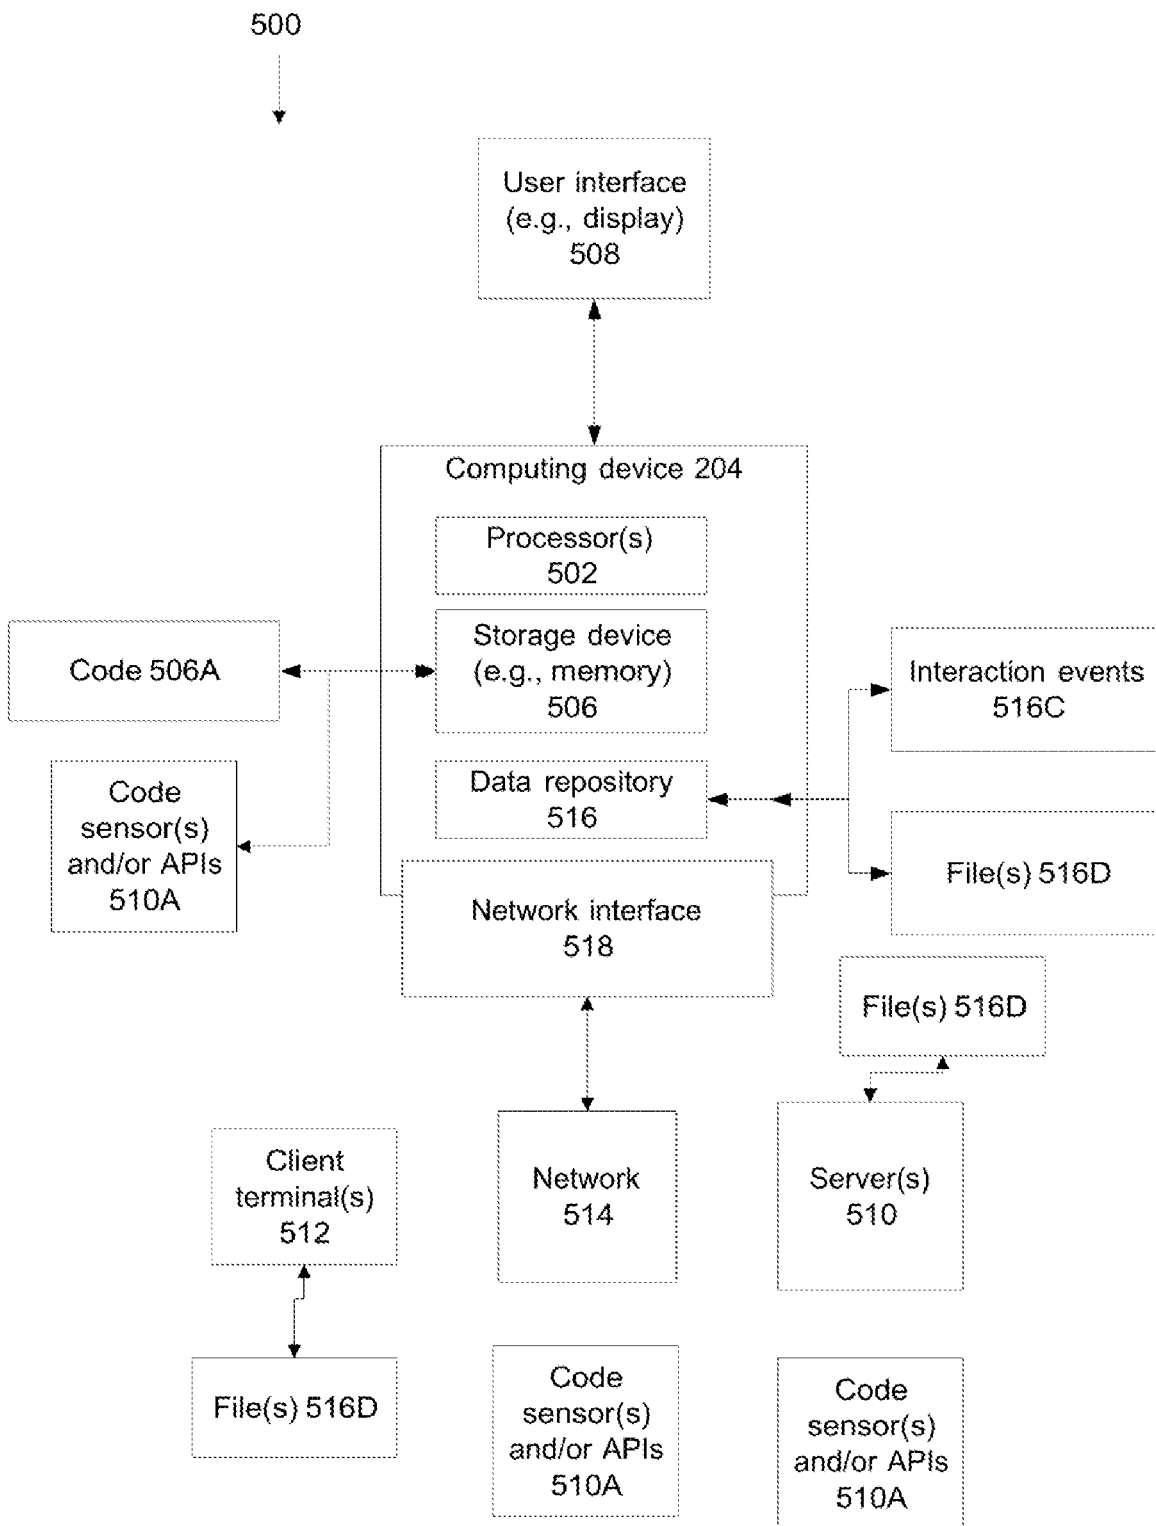 500
User interface
(e.g., display)
508
Computing device 204
Processor(s)
502
Code 506A
Storage device
(e.g., memory)
506
Interaction events
516C
Code
sensor(s)
and/or APIs
510A
Data repository
516
File(s) 516D
Network interface
518
File(s) 516D
Client
terminal(s)
512
Network
514
Server(s)
510
File(s) 516D
Code
sensor(s)
and/or APIs
510A
Code
sensor(s)
and/or APIs
510A